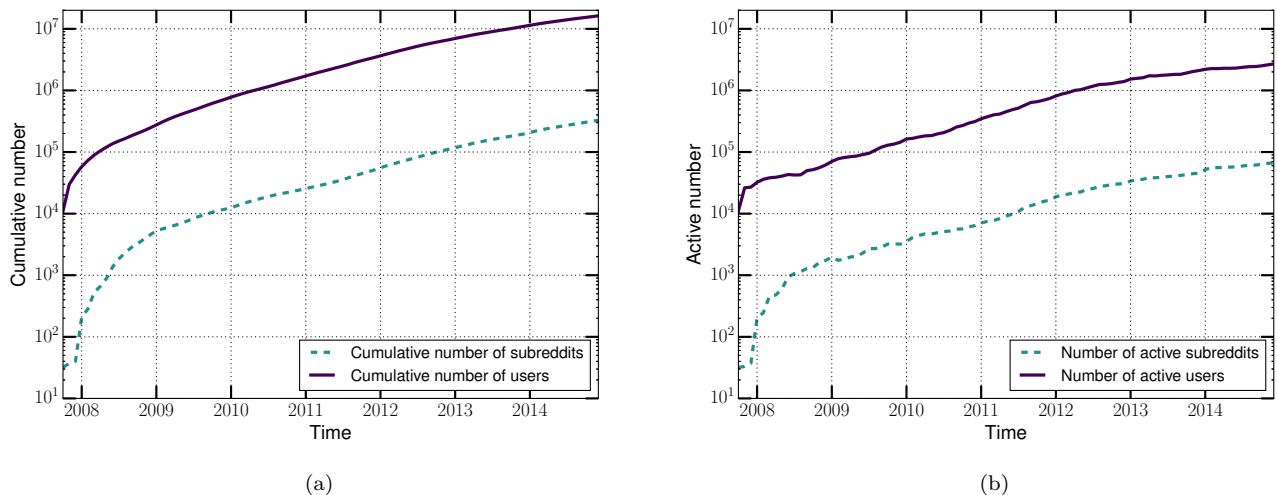 10^7
10^6
10^5
10^4
10^3
10^2
10^1
Cumulative number
2008 2009 2010 2011 2012 2013 2014
Time
Cumulative number of subreddits
Cumulative number of users
(a)
10^7
10^6
10^5
10^4
10^3
10^2
10^1
Active number
2008 2009 2010 2011 2012 2013 2014
Time
Number of active subreddits
Number of active users
(b)